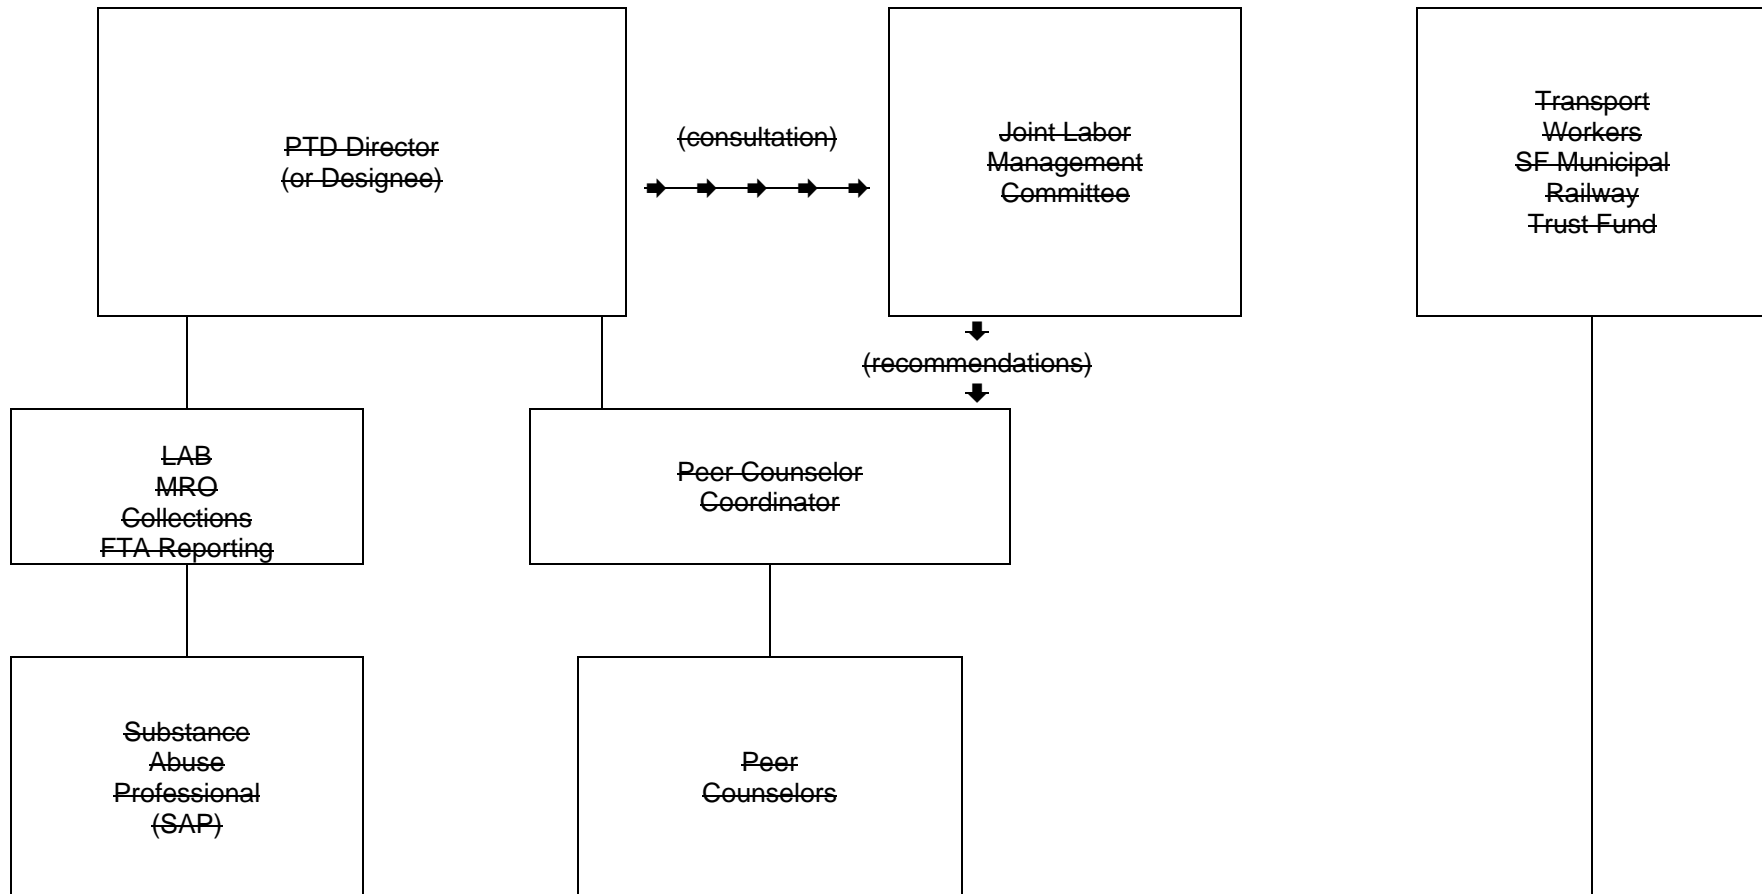 PTD Director
(or Designee)
(consultation)
Joint Labor
Management
Committee
Transport
Workers
SF Municipal
Railway
Trust Fund
(recommendations)
LAB
MRO
Collections
FTA Reporting
Peer Counselor
Coordinator
Substance
Abuse
Professional
(SAP)
Peer
Counselors